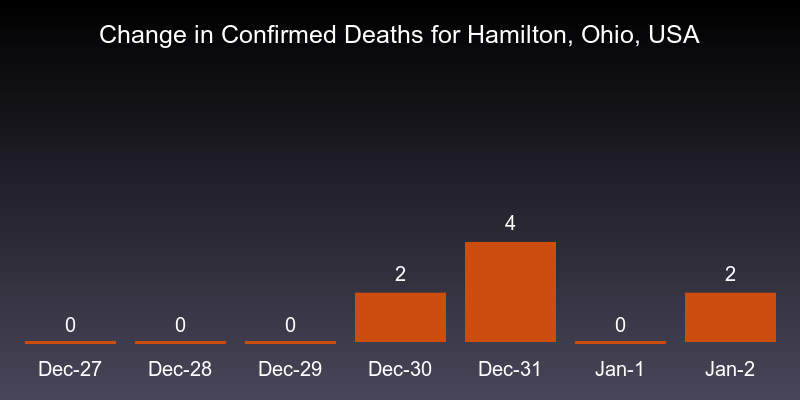 Change in Confirmed Deaths for Hamilton, Ohio, USA
4
2
2
0
0
0
0
Dec-27
Dec-28
Dec-29
Dec-30
Dec-31
Jan-1
Jan-2